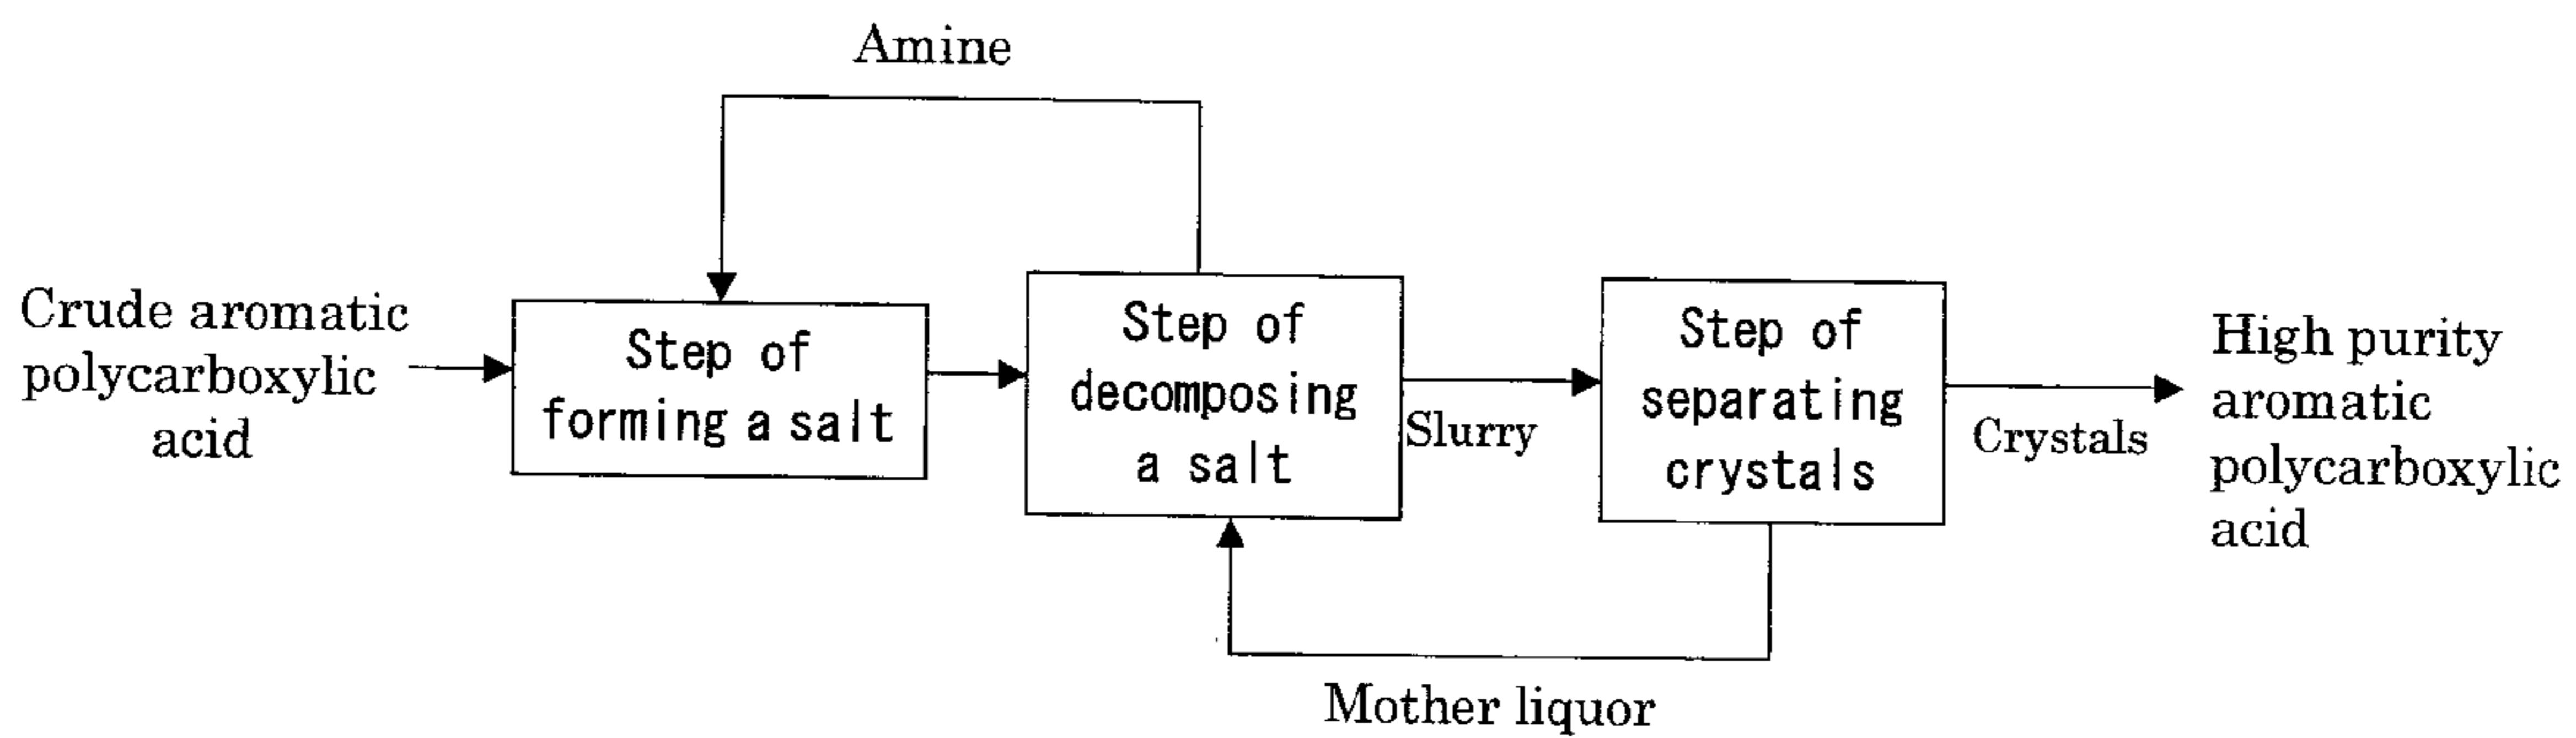 Amine
Crude aromatic
polycarboxylic
acid
Step of
forming a salt
Step of
decomposing
a salt
Slurry
Step of
separating
crystals
Crystals
High purity
aromatic
polycarboxylic
acid
Mother liquor